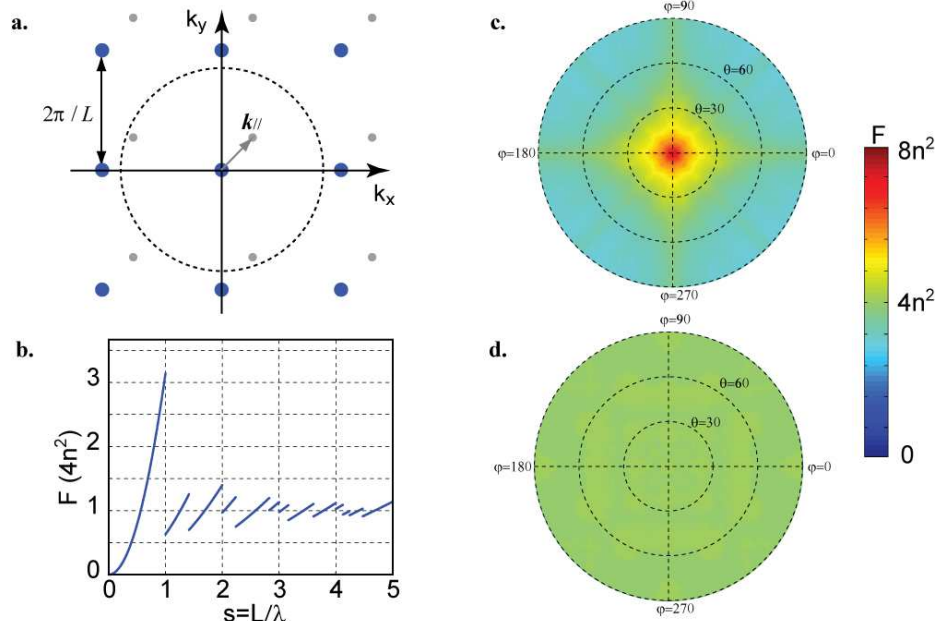 a.
k_y
2π / L
k_//
k_x
b.
F (4n²)
3
2
1
0
0 1 2 3 4 5
s=L/λ
c.
φ=90
θ=60
θ=30
φ=180
φ=0
φ=270
d.
φ=90
θ=60
θ=30
φ=180
φ=0
φ=270
F
8n²
4n²
0